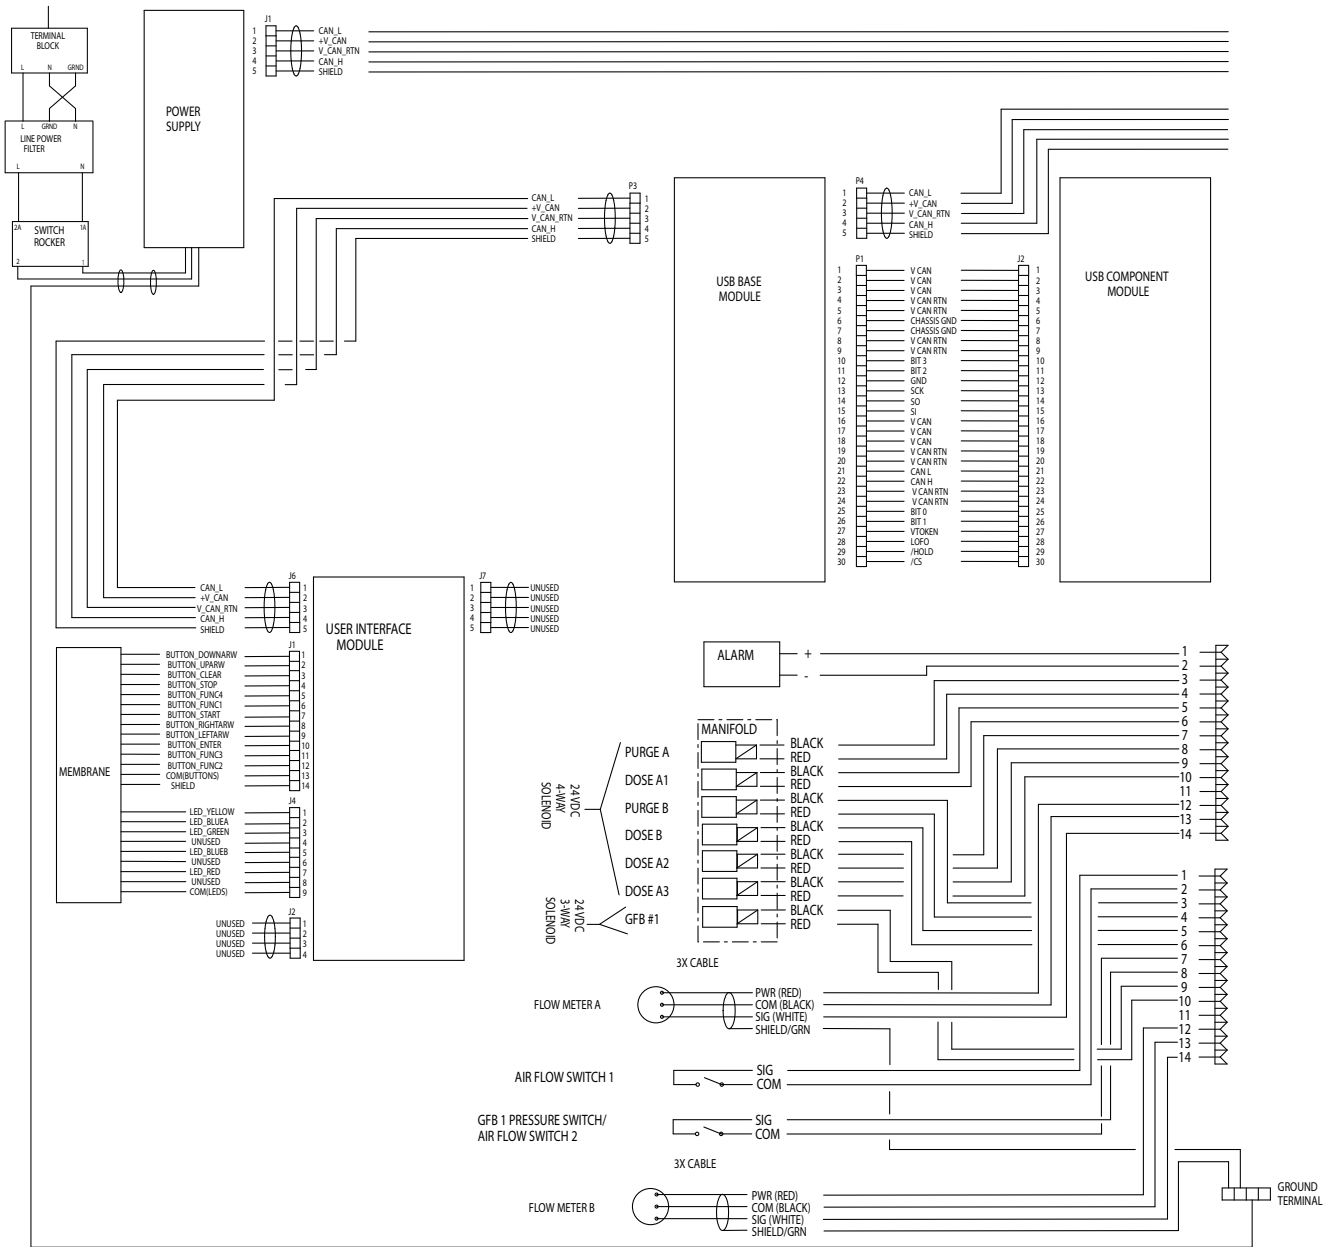 TERMINAL
BLOCK
L N GRND
L GRND N
LINE POWER
FILTER
L N
2A 1A
SWITCH
ROCKER
2 1
POWER
SUPPLY
J1
1 CAN_L
2 +V_CAN
3 V_CAN_RTN
4 CAN_H
5 SHIELD
P3
CAN_L 1
+V_CAN 2
V_CAN_RTN 3
CAN_H 4
SHIELD 5
USB BASE
MODULE
P4
1 CAN_L
2 +V_CAN
3 V_CAN_RTN
4 CAN_H
5 SHIELD
USB COMPONENT
MODULE
P1 J2
1 V CAN 1
2 V CAN 2
3 V CAN 3
4 V CAN RTN 4
5 V CAN RTN 5
6 CHASSIS GND 6
7 CHASSIS GND 7
8 V CAN RTN 8
9 V CAN RTN 9
10 BIT 3 10
11 BIT 2 11
12 GND 12
13 SCK 13
14 SO 14
15 SI 15
16 V CAN 16
17 V CAN 17
18 V CAN 18
19 V CAN RTN 19
20 V CAN RTN 20
21 CAN L 21
22 CAN H 22
23 V CAN RTN 23
24 V CAN RTN 24
25 BIT 0 25
26 BIT 1 26
27 VTOKEN 27
28 LOFO 28
29 /HOLD 29
30 /CS 30
J6
CAN_L 1
+V_CAN 2
V_CAN_RTN 3
CAN_H 4
SHIELD 5
USER INTERFACE
MODULE
J7
1 UNUSED
2 UNUSED
3 UNUSED
4 UNUSED
5 UNUSED
MEMBRANE
J1
BUTTON_DOWNARW 1
BUTTON_UPARW 2
BUTTON_CLEAR 3
BUTTON_STOP 4
BUTTON_FUNC4 5
BUTTON_FUNC1 6
BUTTON_START 7
BUTTON_RIGHTARW 8
BUTTON_LEFTARW 9
BUTTON_ENTER 10
BUTTON_FUNC3 11
BUTTON_FUNC2 12
COM(BUTTONS) 13
SHIELD 14
J4
LED_YELLOW 1
LED_BLUEA 2
LED_GREEN 3
UNUSED 4
LED_BLUEB 5
UNUSED 6
LED_RED 7
UNUSED 8
COM(LEDS) 9
J2
UNUSED 1
UNUSED 2
UNUSED 3
UNUSED 4
ALARM
+
-
1
2
3
4
5
6
7
8
9
10
11
12
13
14
24 VDC
4-WAY
SOLENOID
24 VDC
3-WAY
SOLENOID
MANIFOLD
PURGE A BLACK
RED
DOSE A1 BLACK
RED
PURGE B BLACK
RED
DOSE B BLACK
RED
DOSE A2 BLACK
RED
DOSE A3 BLACK
RED
GFB #1 BLACK
RED
1
2
3
4
5
6
7
8
9
10
11
12
13
14
3X CABLE
FLOW METER A
PWR (RED)
COM (BLACK)
SIG (WHITE)
SHIELD/GRN
AIR FLOW SWITCH 1
SIG
COM
GFB 1 PRESSURE SWITCH/
AIR FLOW SWITCH 2
SIG
COM
3X CABLE
FLOW METER B
PWR (RED)
COM (BLACK)
SIG (WHITE)
SHIELD/GRN
GROUND
TERMINAL